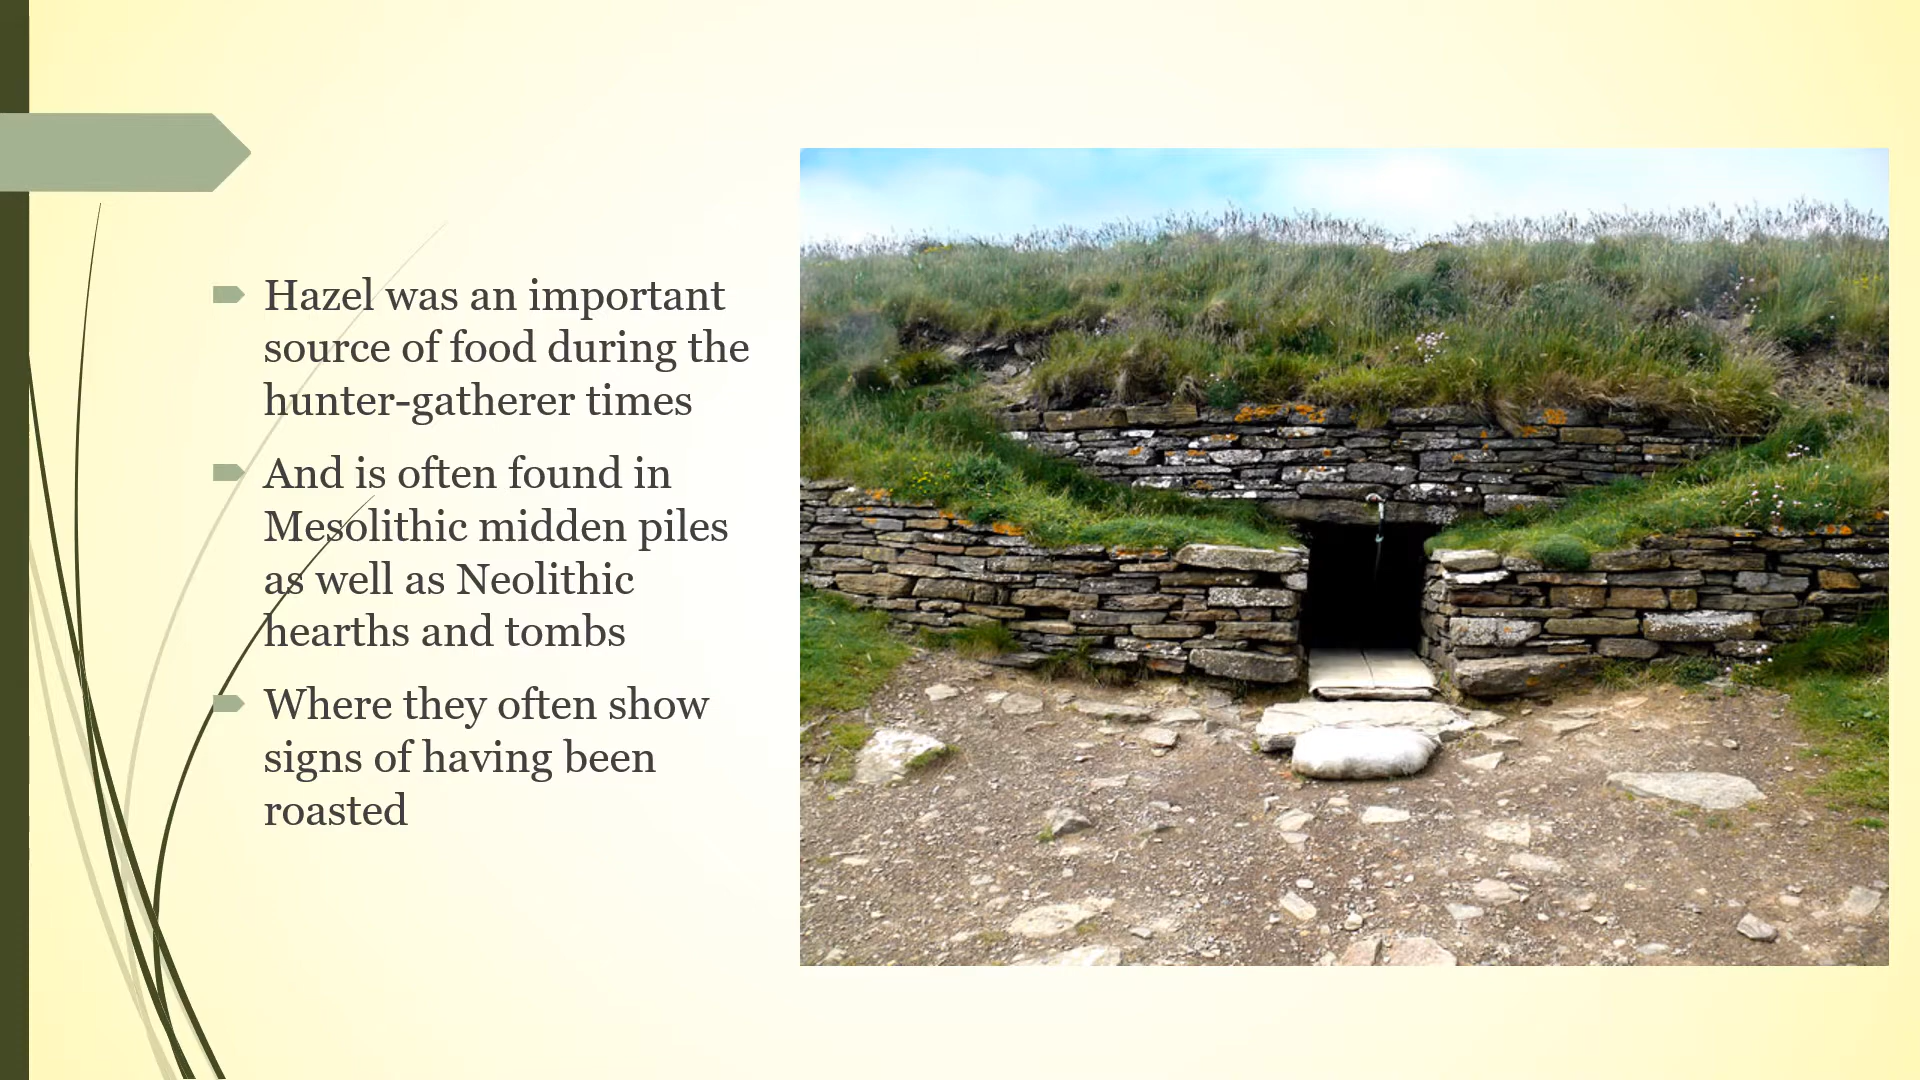 Hazel was an important
source of food during the
hunter-gatherer times
And is often found in
Mesolithic midden piles
as well as Neolithic
hearths and tombs
Where they often show
signs of having been
roasted